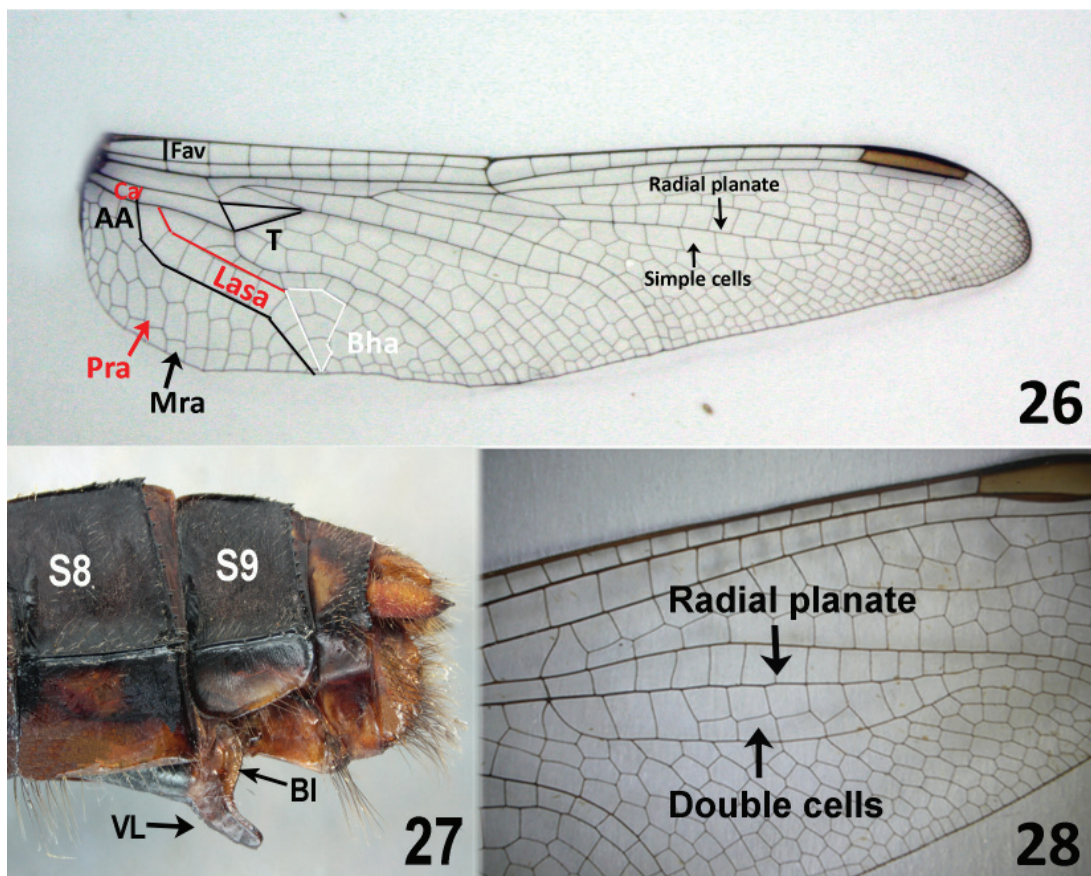 Fav
Radial planate
Ca
AA
T
Simple cells
Lasa
Bha
Pra
Mra
26
S8
S9
BI
VL
27
Radial planate
Double cells
28